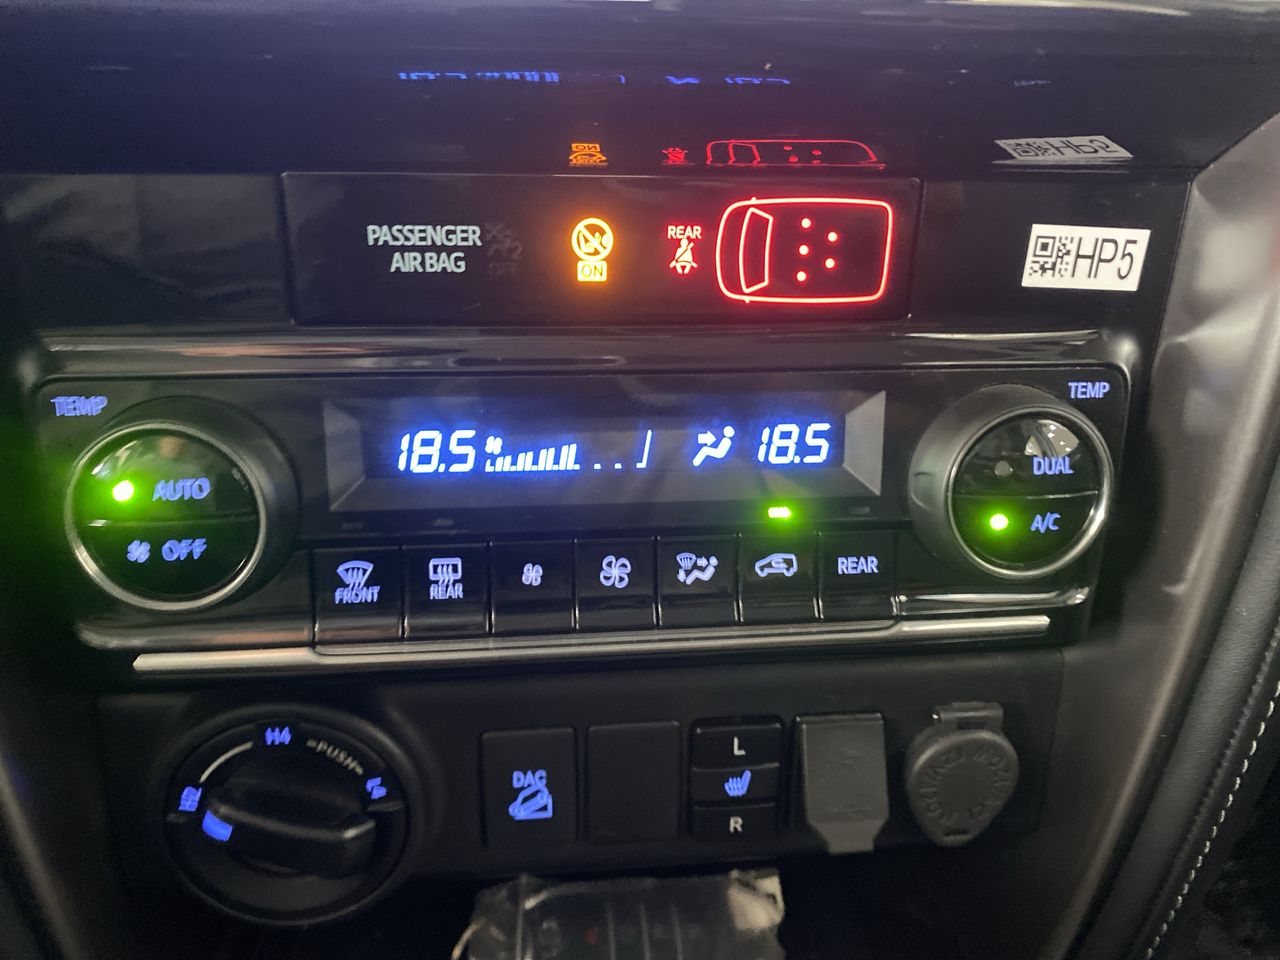 PASSENGER
AIR BAG
ON
REAR
HP5
TEMP
TEMP
18.5
18.5
AUTO
OFF
DUAL
A/C
FRONT
REAR
REAR
H4
PUSH
DAC
L
R